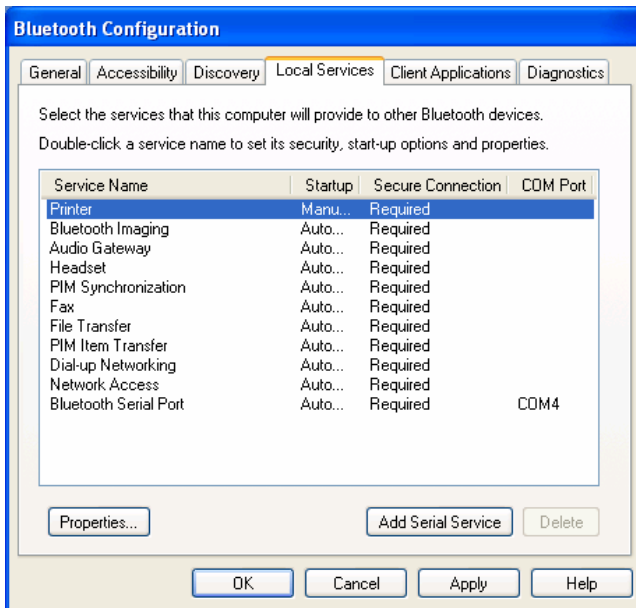 Bluetooth Configuration
General Accessibility Discovery Local Services Client Applications Diagnostics
Select the services that this computer will provide to other Bluetooth devices.
Double-click a service name to set its security, start-up options and properties.
Service Name Startup Secure Connection COM Port
Printer Manu... Required
Bluetooth Imaging Auto... Required
Audio Gateway Auto... Required
Headset Auto... Required
PIM Synchronization Auto... Required
Fax Auto... Required
File Transfer Auto... Required
PIM Item Transfer Auto... Required
Dial-up Networking Auto... Required
Network Access Auto... Required
Bluetooth Serial Port Auto... Required COM4
Properties... Add Serial Service Delete
OK Cancel Apply Help